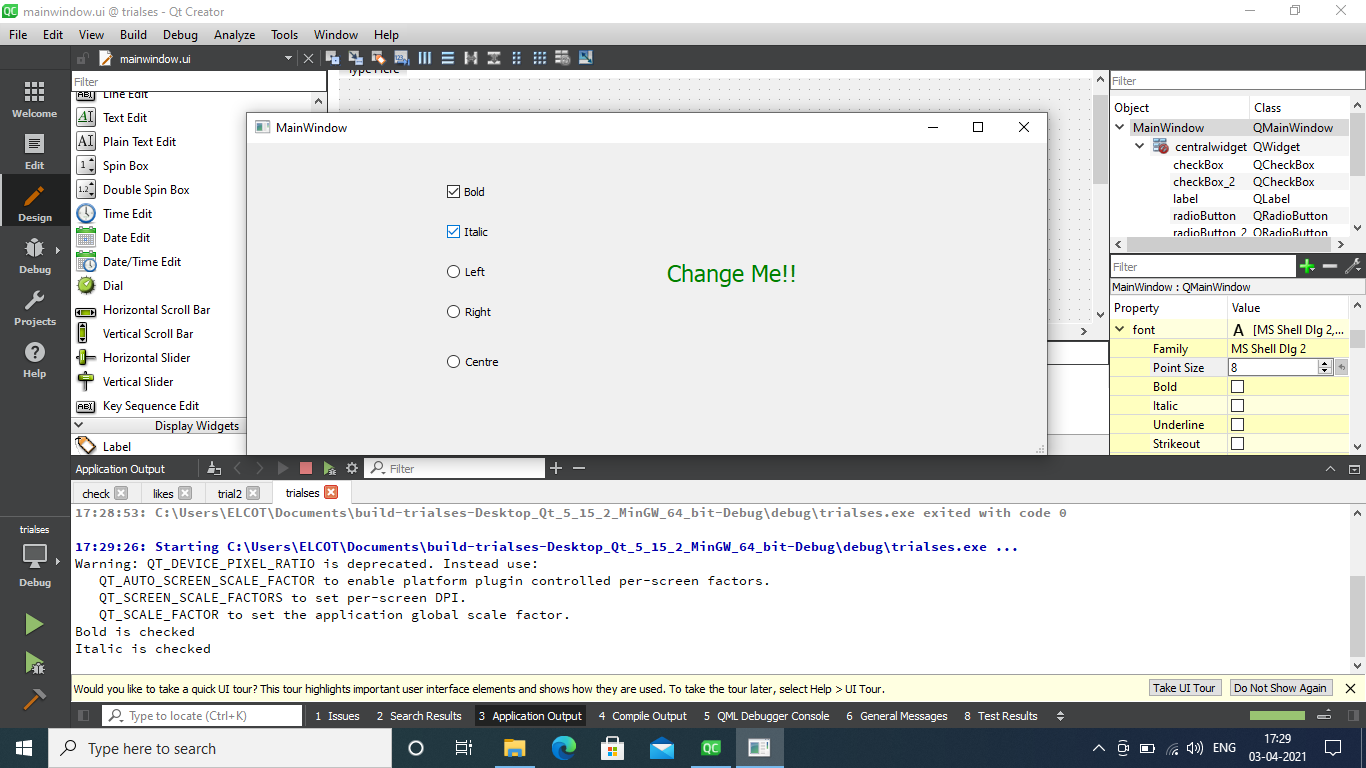 mainwindow.ui @ trialses - Qt Creator
File Edit View Build Debug Analyze Tools Window Help
mainwindow.ui
Filter
Line Edit
Text Edit
Plain Text Edit
Spin Box
Double Spin Box
Time Edit
Date Edit
Date/Time Edit
Dial
Horizontal Scroll Bar
Vertical Scroll Bar
Horizontal Slider
Vertical Slider
Key Sequence Edit
Display Widgets
Label
Welcome
Edit
Design
Debug
Projects
Help
trialses
Debug
Type Here
MainWindow
Bold
Italic
Left
Right
Centre
Change Me!!
Filter
Object Class
MainWindow QMainWindow
centralwidget QWidget
checkBox QCheckBox
checkBox_2 QCheckBox
label QLabel
radioButton QRadioButton
radioButton_2 QRadioButton
Filter
MainWindow : QMainWindow
Property Value
font A [MS Shell Dlg 2,...
Family MS Shell Dlg 2
Point Size 8
Bold
Italic
Underline
Strikeout
Application Output Filter
check likes trial2 trialses
17:28:53: C:\Users\ELCOT\Documents\build-trialses-Desktop_Qt_5_15_2_MinGW_64_bit-Debug\debug\trialses.exe exited with code 0
17:29:26: Starting C:\Users\ELCOT\Documents\build-trialses-Desktop_Qt_5_15_2_MinGW_64_bit-Debug\debug\trialses.exe ...
Warning: QT_DEVICE_PIXEL_RATIO is deprecated. Instead use:
QT_AUTO_SCREEN_SCALE_FACTOR to enable platform plugin controlled per-screen factors.
QT_SCREEN_SCALE_FACTORS to set per-screen DPI.
QT_SCALE_FACTOR to set the application global scale factor.
Bold is checked
Italic is checked
Would you like to take a quick UI tour? This tour highlights important user interface elements and shows how they are used. To take the tour later, select Help > UI Tour. Take UI Tour Do Not Show Again
Type to locate (Ctrl+K) 1 Issues 2 Search Results 3 Application Output 4 Compile Output 5 QML Debugger Console 6 General Messages 8 Test Results
Type here to search
ENG
17:29
03-04-2021